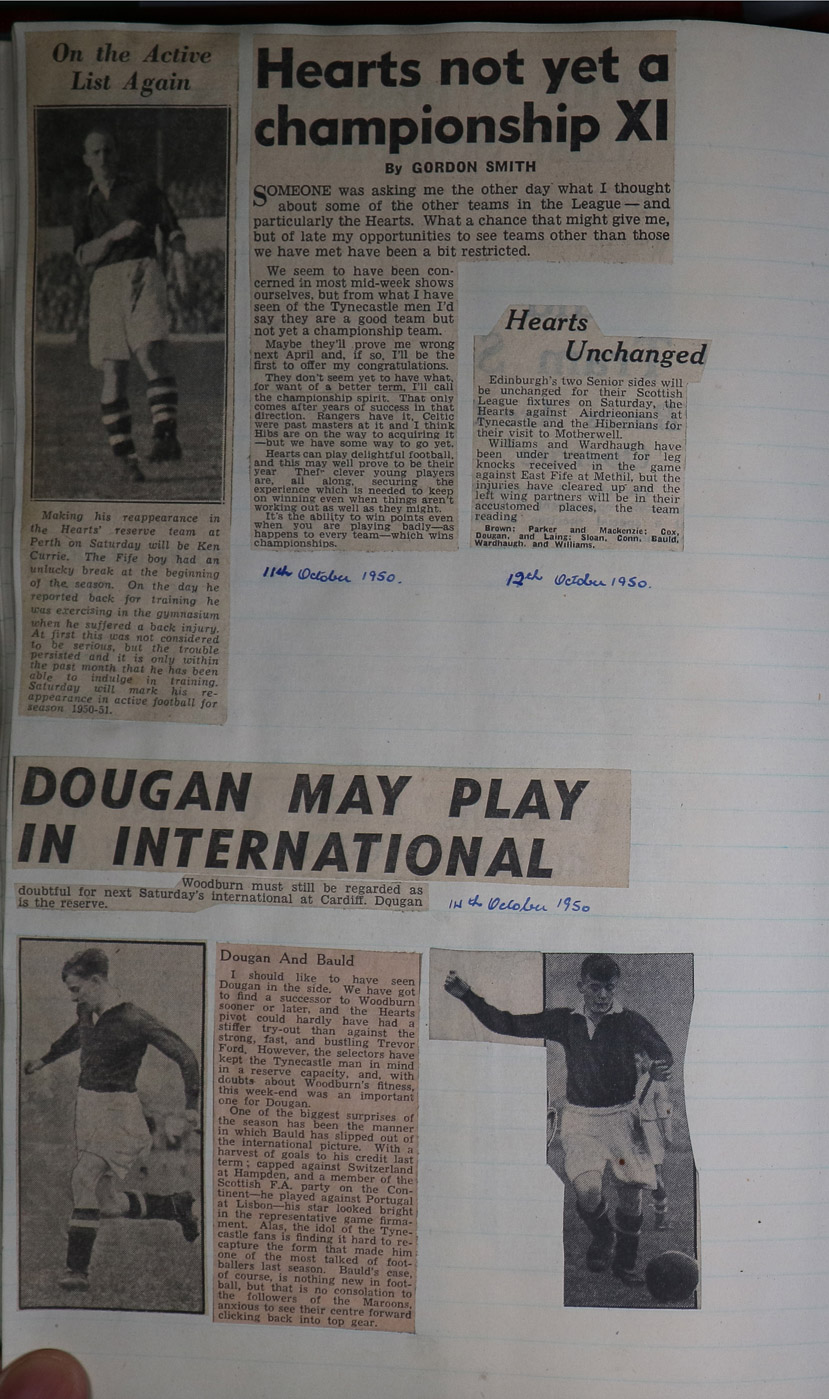 On the Active
List Again
Making his reappearance in
the Hearts' reserve team at
Perth on Saturday will be Ken
Currie. The Fife boy had an
unlucky break at the beginning
of the season. On the day he
reported back for training he
was exercising in the gymnasium
when he suffered a back injury.
At first this was not considered
to be serious, but the trouble
persisted and it is only within
the past month that he has been
able to indulge in training.
Saturday will mark his re-
appearance in active football for
season 1950-51.
Hearts not yet a
championship XI
By GORDON SMITH
SOMEONE was asking me the other day what I thought
about some of the other teams in the League — and
particularly the Hearts. What a chance that might give me,
but of late my opportunities to see teams other than those
we have met have been a bit restricted.
We seem to have been con-
cerned in most mid-week shows
ourselves, but from what I have
seen of the Tynecastle men I'd
say they are a good team but
not yet a championship team.
Maybe they'll prove me wrong
next April and, if so, I'll be the
first to offer my congratulations.
They don't seem yet to have what,
for want of a better term, I'll call
the championship spirit. That only
comes after years of success in that
direction. Rangers have it, Celtic
were past masters at it and I think
Hibs are on the way to acquiring it
—but we have some way to go yet.
Hearts can play delightful football,
and this may well prove to be their
year Their clever young players
are, all along, securing the
experience which is needed to keep
on winning even when things aren't
working out as well as they might.
It's the ability to win points even
when you are playing badly—as
happens to every team—which wins
championships.
11th October 1950.
Hearts
Unchanged
Edinburgh's two Senior sides will
be unchanged for their Scottish
League fixtures on Saturday, the
Hearts against Airdrieonians at
Tynecastle and the Hibernians for
their visit to Motherwell.
Williams and Wardhaugh have
been under treatment for leg
knocks received in the game
against East Fife at Methil, but the
injuries have cleared up and the
left wing partners will be in their
accustomed places, the team
reading
Brown; Parker and Mackenzie; Cox,
Dougan, and Laing; Sloan, Conn, Bauld,
Wardhaugh, and Williams.
12th October 1950.
DOUGAN MAY PLAY
IN INTERNATIONAL
Woodburn must still be regarded as
doubtful for next Saturday's international at Cardiff. Dougan
is the reserve.
14th October 1950
Dougan And Bauld
I should like to have seen
Dougan in the side. We have got
to find a successor to Woodburn
sooner or later, and the Hearts
pivot could hardly have had a
stiffer try-out than against the
strong, fast, and bustling Trevor
Ford. However, the selectors have
kept the Tynecastle man in mind
in a reserve capacity, and, with
doubts about Woodburn's fitness,
this week-end was an important
one for Dougan.
One of the biggest surprises of
the season has been the manner
in which Bauld has slipped out of
the international picture. With a
harvest of goals to his credit last
term; capped against Switzerland
at Hampden, and a member of the
Scottish F.A. party on the Con-
tinent—he played against Portugal
at Lisbon—his star looked bright
in the representative game firma-
ment. Alas, the idol of the Tyne-
castle fans is finding it hard to re-
capture the form that made him
one of the most talked of foot-
ballers last season. Bauld's case,
of course, is nothing new in foot-
ball, but that is no consolation to
the followers of the Maroons,
anxious to see their centre forward
clicking back into top gear.